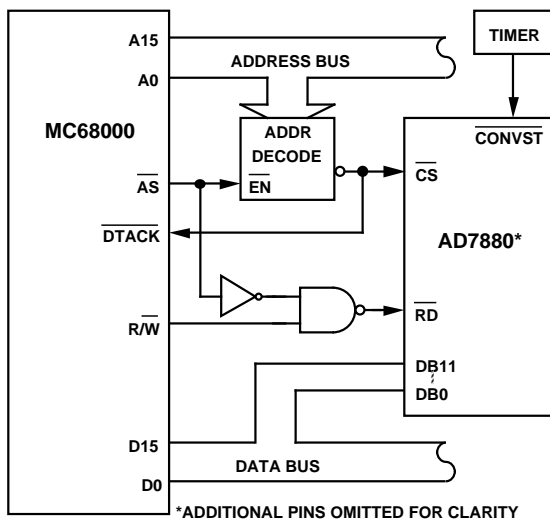 A15
TIMER
ADDRESS BUS
A0
MC68000
ADDR
DECODE
CONVST
AS
EN
CS
DTACK
AD7880*
R/W
RD
DB11
DB0
D15
DATA BUS
D0
*ADDITIONAL PINS OMITTED FOR CLARITY